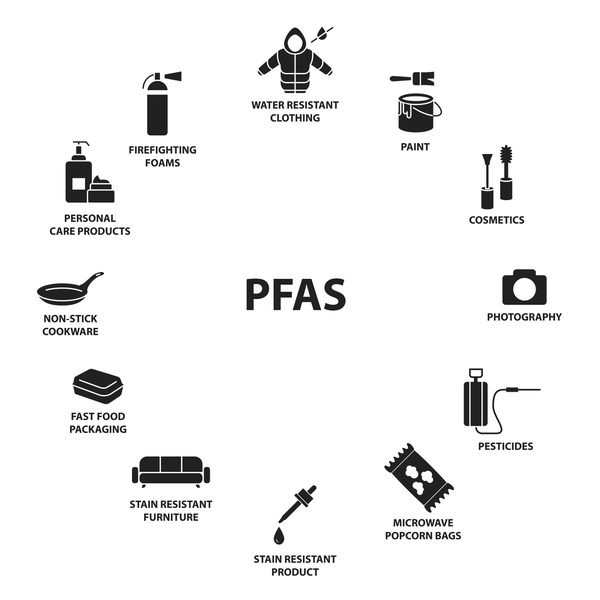 WATER RESISTANT
CLOTHING
PAINT
COSMETICS
PHOTOGRAPHY
PESTICIDES
MICROWAVE
POPCORN BAGS
STAIN RESISTANT
PRODUCT
STAIN RESISTANT
FURNITURE
FAST FOOD
PACKAGING
NON-STICK
COOKWARE
PERSONAL
CARE PRODUCTS
FIREFIGHTING
FOAMS
PFAS